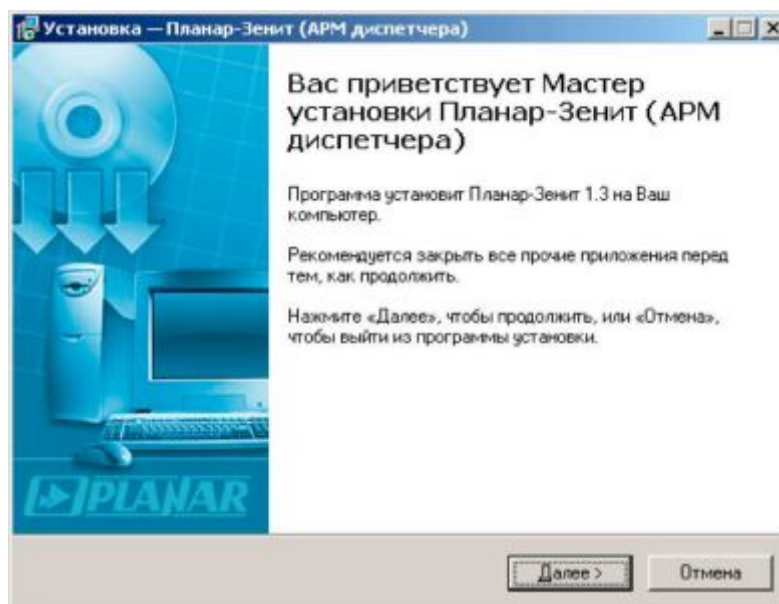 Установка — Планар-Зенит (АРМ диспетчера)
Вас приветствует Мастер
установки Планар-Зенит (АРМ
диспетчера)
Программа установит Планар-Зенит 1.3 на Ваш
компьютер.
Рекомендуется закрыть все прочие приложения перед
тем, как продолжить.
Нажмите «Далее», чтобы продолжить, или «Отмена»,
чтобы выйти из программы установки.
PLANAR
Далее >
Отмена